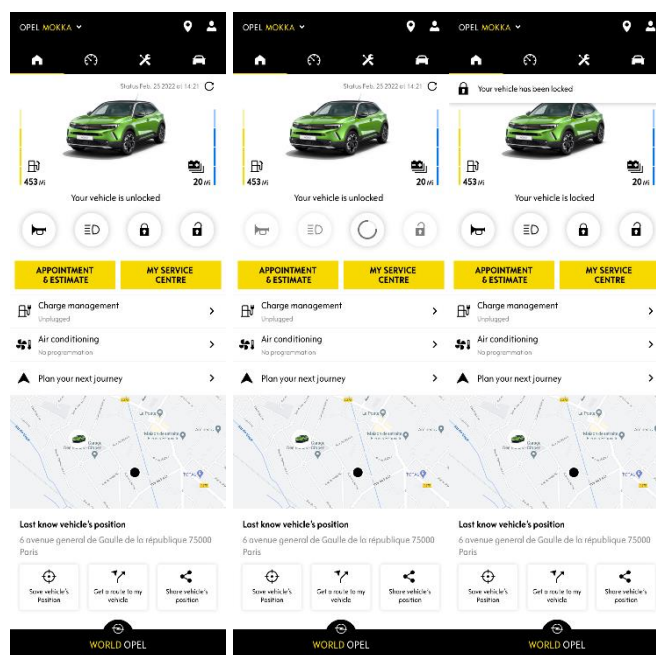 OPEL MOKKA
Status Feb. 25 2022 at 14:21
453 Mi
20 Mi
Your vehicle is unlocked
APPOINTMENT
& ESTIMATE
MY SERVICE
CENTRE
Charge management
Unplugged
Air conditioning
No programmation
Plan your next journey
TOTAL
Last know vehicle's position
6 avenue general de Gaulle de la république 75000
Paris
Save vehicle's
Position
Get a route to my
vehicle
Share vehicle's
position
WORLD OPEL
OPEL MOKKA
Status Feb. 25 2022 at 14:21
453 Mi
20 Mi
Your vehicle is unlocked
APPOINTMENT
& ESTIMATE
MY SERVICE
CENTRE
Charge management
Unplugged
Air conditioning
No programmation
Plan your next journey
TOTAL
Last know vehicle's position
6 avenue general de Gaulle de la république 75000
Paris
Save vehicle's
Position
Get a route to my
vehicle
Share vehicle's
position
WORLD OPEL
OPEL MOKKA
Your vehicle has been locked
453 Mi
20 Mi
Your vehicle is locked
APPOINTMENT
& ESTIMATE
MY SERVICE
CENTRE
Charge management
Unplugged
Air conditioning
No programmation
Plan your next journey
TOTAL
Last know vehicle's position
6 avenue general de Gaulle de la république 75000
Paris
Save vehicle's
Position
Get a route to my
vehicle
Share vehicle's
position
WORLD OPEL